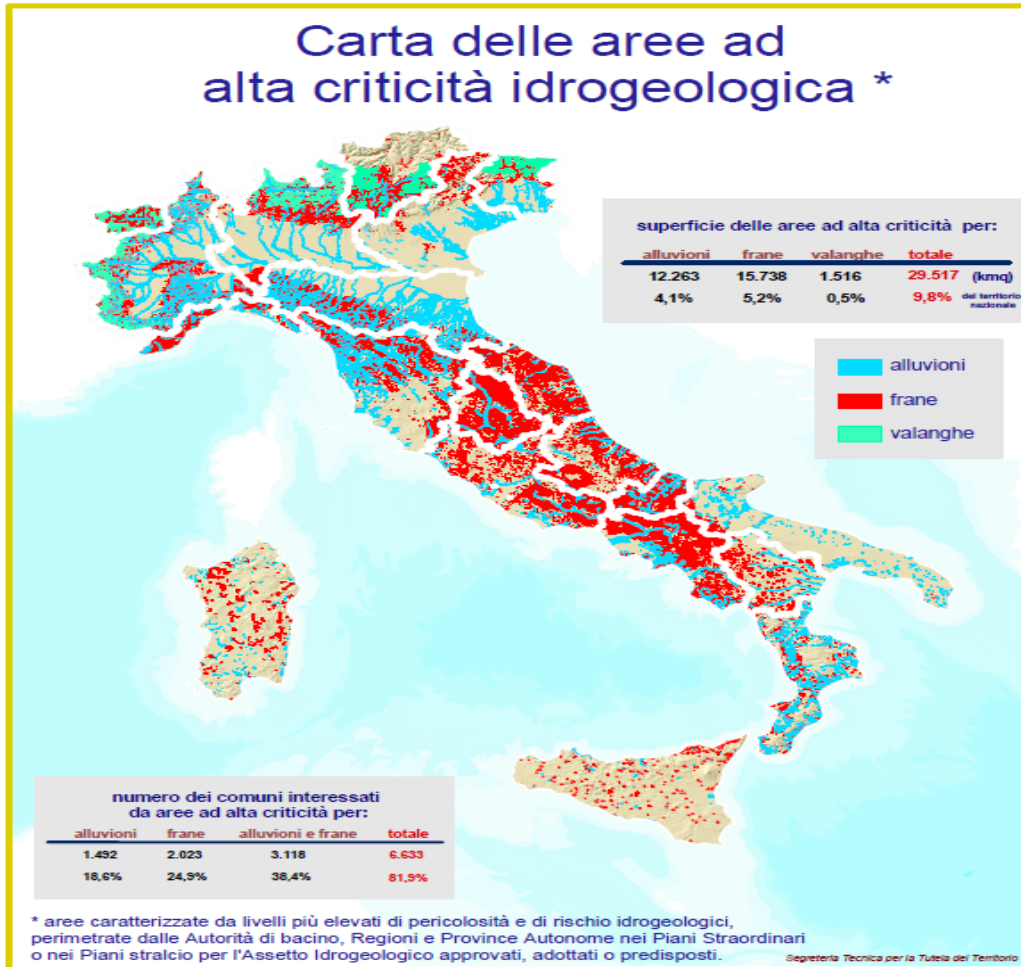 Carta delle aree ad
alta criticità idrogeologica *
superficie delle aree ad alta criticità per:
alluvioni frane valanghe totale
12.263 15.738 1.516 29.517 (kmq)
4,1% 5,2% 0,5% 9,8% del territorio
nazionale
alluvioni
frane
valanghe
numero dei comuni interessati
da aree ad alta criticità per:
alluvioni frane alluvioni e frane totale
1.492 2.023 3.118 6.633
18,6% 24,9% 38,4% 81,9%
* aree caratterizzate da livelli più elevati di pericolosità e di rischio idrogeologici,
perimetrate dalle Autorità di bacino, Regioni e Province Autonome nei Piani Straordinari
o nei Piani stralcio per l'Assetto Idrogeologico approvati, adottati o predisposti.
Segreteria Tecnica per la Tutela del Territorio